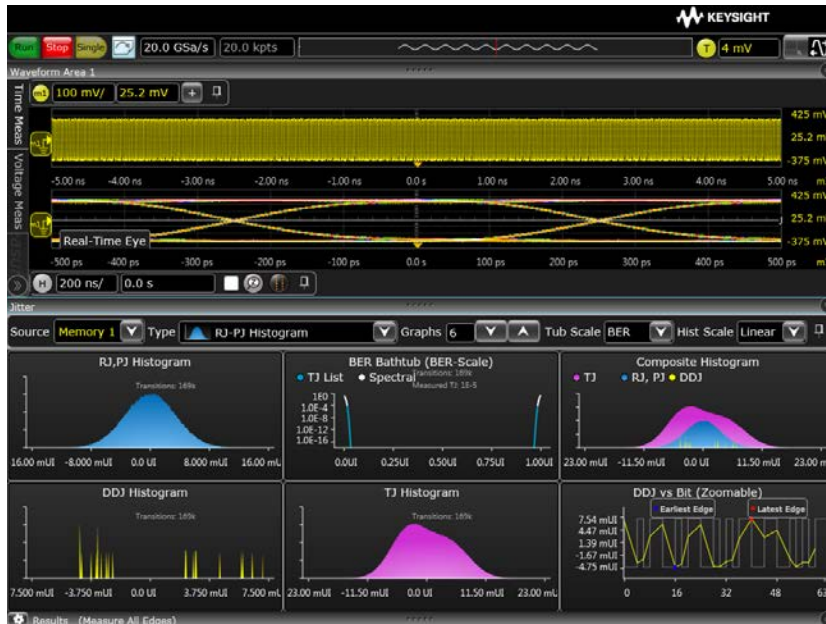 KEYSIGHT
Run Stop Single 20.0 GSa/s 20.0 kpts T 4 mV
Waveform Area 1
Time Meas
Voltage Meas
m1 100 mV/ 25.2 mV +
425 mV
25.2 m
-375 mV
-5.00 ns -4.00 ns -3.00 ns -2.00 ns -1.00 ns 0.0 s 1.00 ns 2.00 ns 3.00 ns 4.00 ns 5.00 ns m
425 mV
25.2 mV
-375 mV
Real-Time Eye
-500 ps -400 ps -300 ps -200 ps -100 ps 0.0 s 100 ps 200 ps 300 ps 400 ps 500 ps m
H 200 ns/ 0.0 s
Jitter
Source Memory 1 Type RJ-PJ Histogram Graphs 6 Tub Scale BER Hist Scale Linear
RJ,PJ Histogram
Transitions: 169k
16.00 mUI -8.000 mUI 0.0 UI 8.000 mUI 16.00 mU
BER Bathtub (BER-Scale)
TJ List Spectral
Transitions: 169k
Measured TJ: 1E-5
1E0
1.0E-4
1.0E-8
1.0E-12
1.0E-16
0.0UI 0.25UI 0.50UI 0.75UI 1.00UI
Composite Histogram
TJ RJ, PJ DDJ
23.00 mUI -11.50 mUI 0.0 UI 11.50 mUI 23.00 m
DDJ Histogram
Transitions: 169k
7.500 mUI -3.750 mUI 0.0 UI 3.750 mUI 7.500 mU
TJ Histogram
Transitions: 169k
23.00 mUI -11.50 mUI 0.0 UI 11.50 mUI 23.00 mU
DDJ vs Bit (Zoomable)
Earliest Edge Latest Edge
7.54 mUI
4.47 mUI
1.39 mUI
-1.67 mUI
-4.75 mUI
0 16 32 48 63
Results (Measure All Edges)